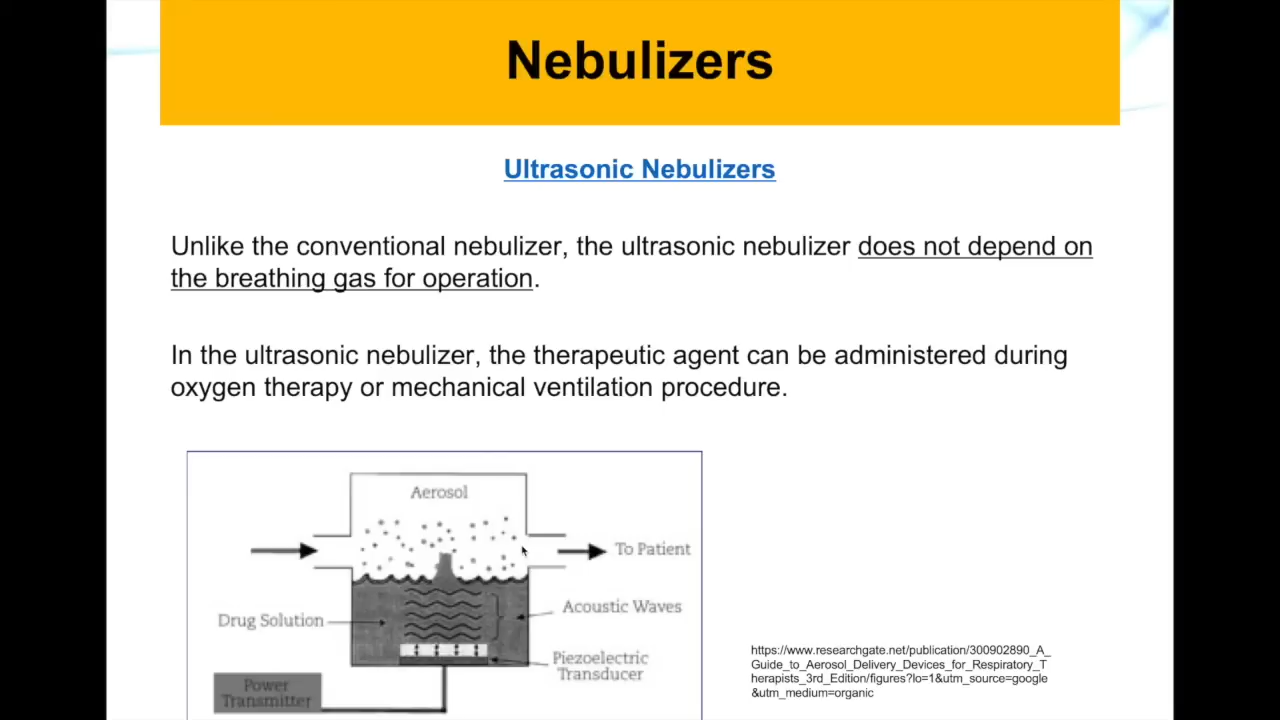 Nebulizers
Ultrasonic Nebulizers
Unlike the conventional nebulizer, the ultrasonic nebulizer does not depend on
the breathing gas for operation.
In the ultrasonic nebulizer, the therapeutic agent can be administered during
oxygen therapy or mechanical ventilation procedure.
Aerosol
To Patient
Drug Solution
Acoustic Waves
Piezoelectric
Transducer
Power
Transmitter
https://www.researchgate.net/publication/300902890_A_
Guide_to_Aerosol_Delivery_Devices_for_Respiratory_T
herapists_3rd_Edition/figures?lo=1&utm_source=google
&utm_medium=organic